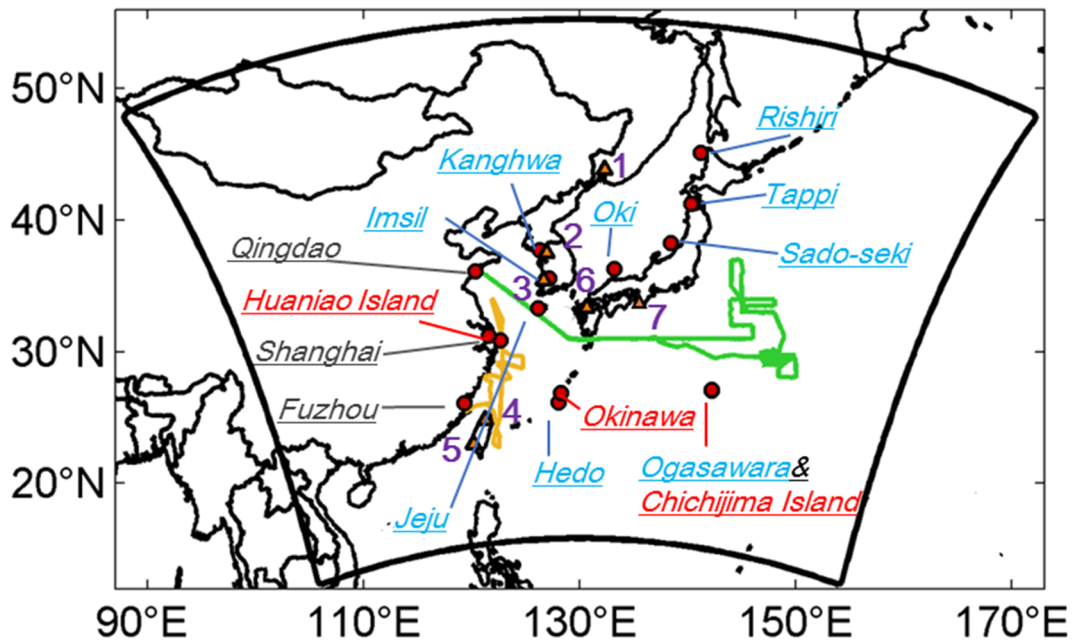 50°N
40°N
30°N
20°N
90°E
110°E
130°E
150°E
170°E
Rishiri
Kanghwa
1
Tappi
Imsil
Oki
2
Qingdao
Sado-seki
3
6
Huaniao Island
7
Shanghai
Fuzhou
4
Okinawa
5
Hedo
Ogasawara&
Chichijima Island
Jeju